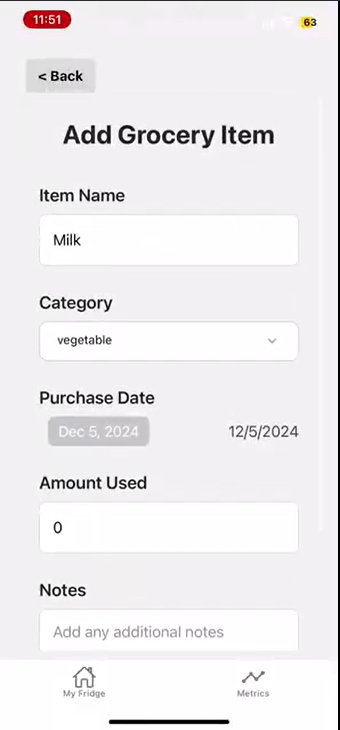 11:51
63
< Back
Add Grocery Item
Item Name
Milk
Category
vegetable
Purchase Date
Dec 5, 2024 12/5/2024
Amount Used
0
Notes
Add any additional notes
My Fridge Metrics